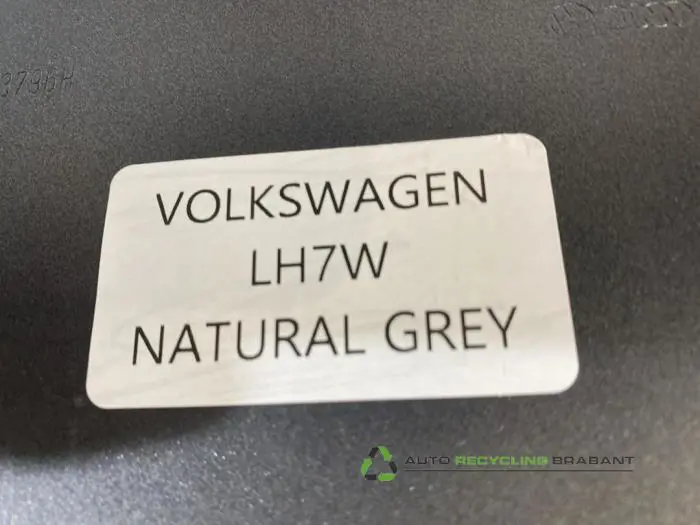 VOLKSWAGEN
LH7W
NATURAL GREY
AUTO RECYCLING BRABANT